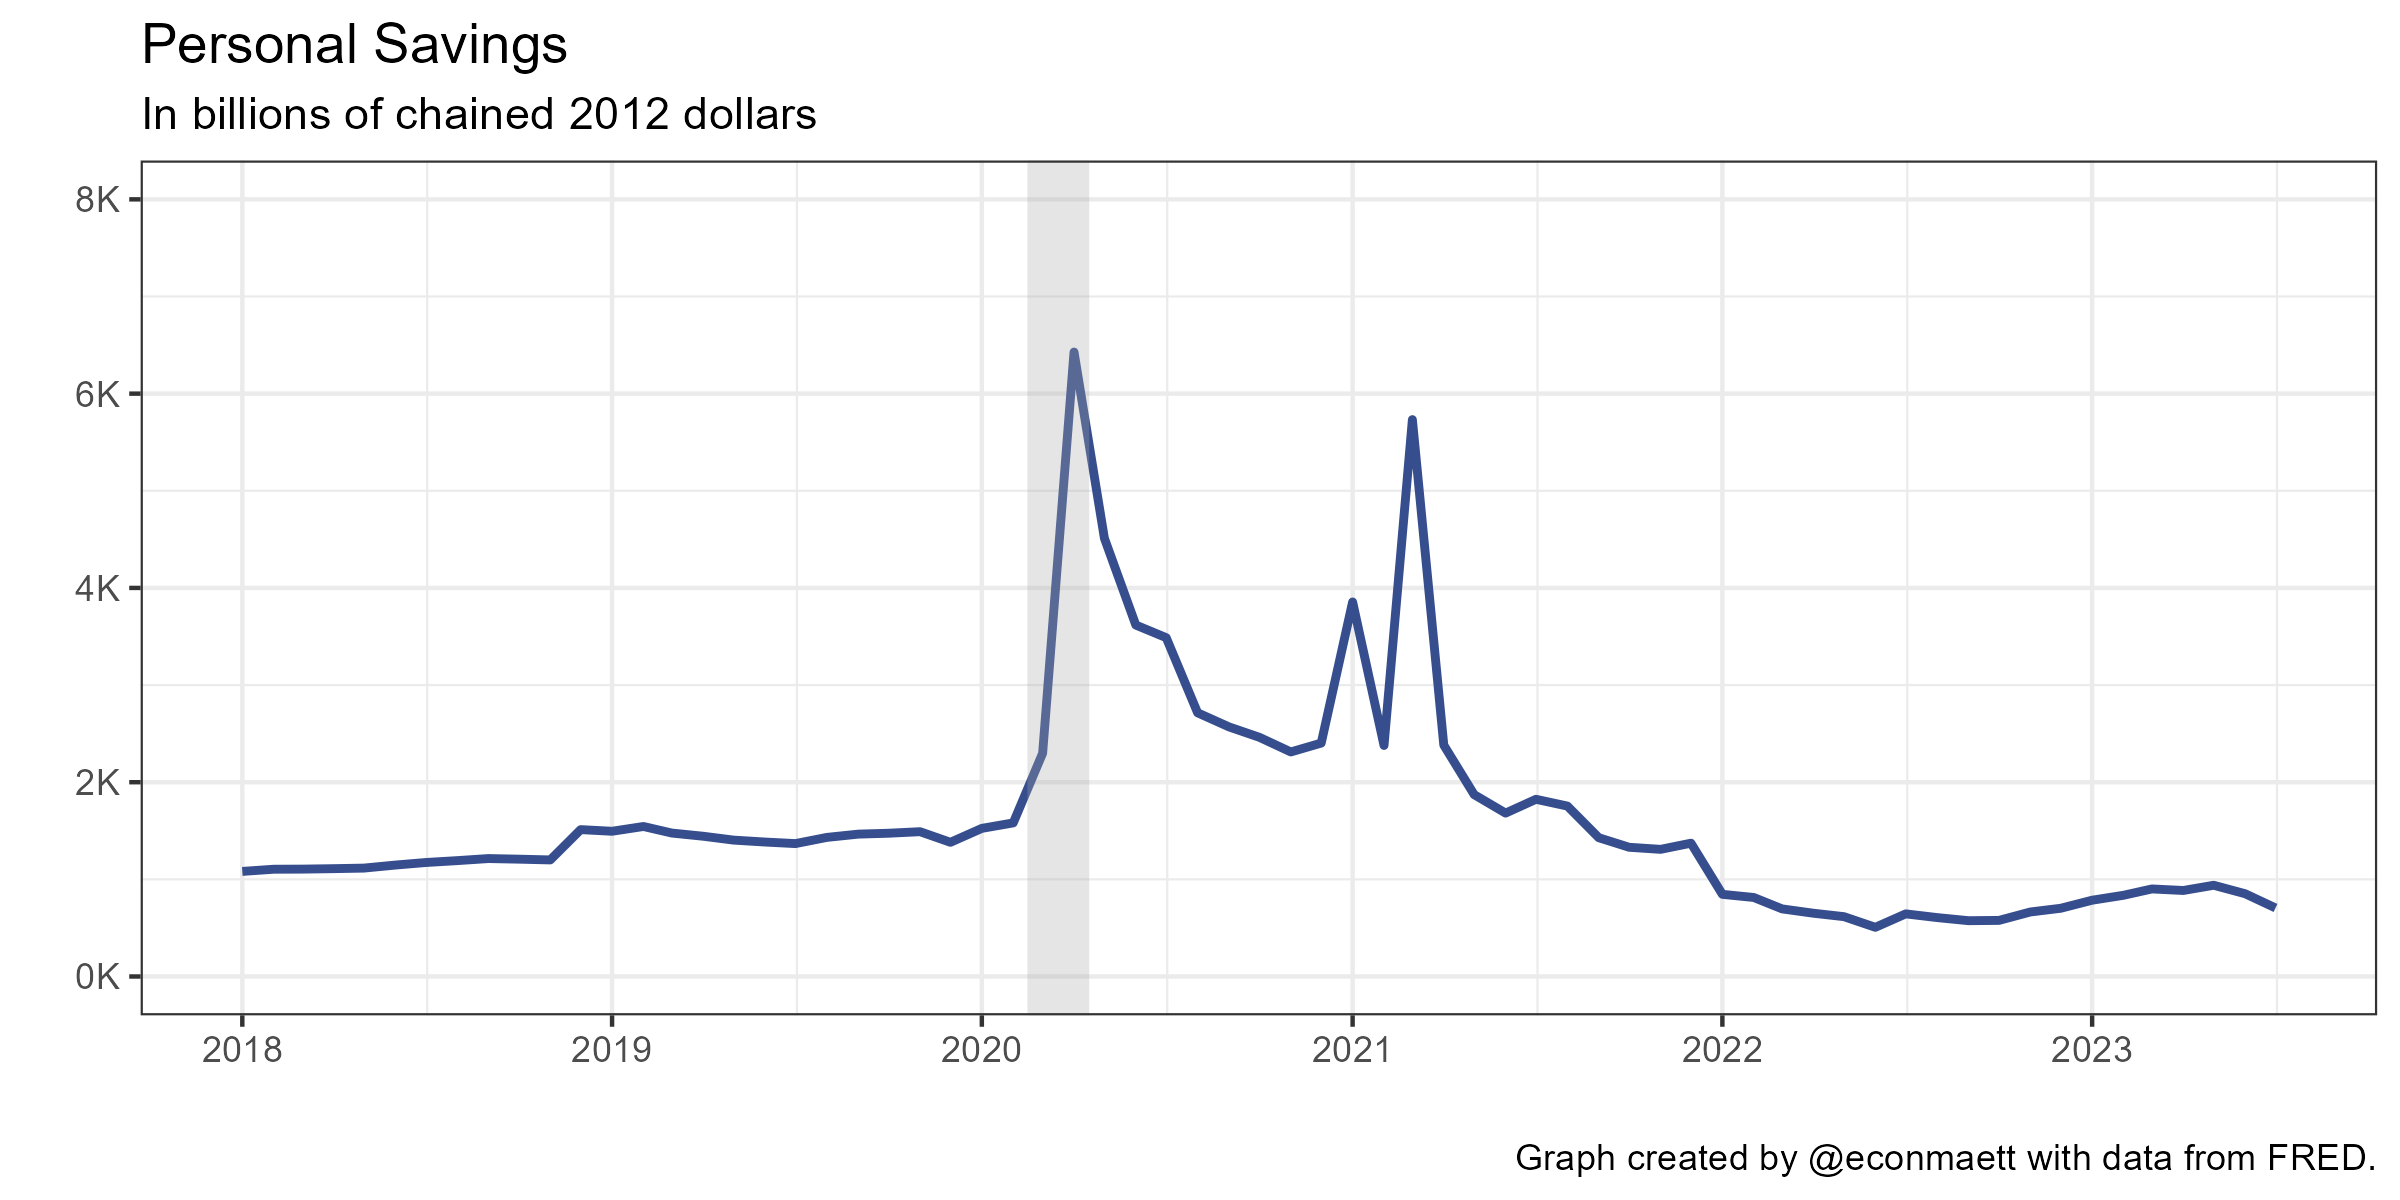 Personal Savings
In billions of chained 2012 dollars
8K
6K
4K
2K
0K
2018 2019 2020 2021 2022 2023
Graph created by @econmaett with data from FRED.